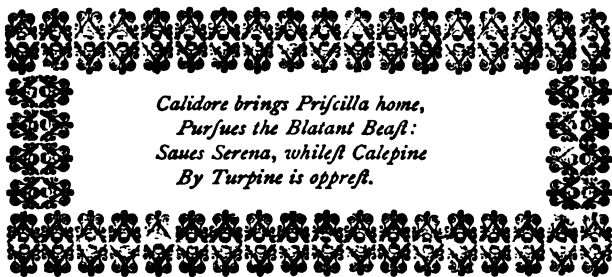 Calidore brings Priſcilla home,
Purſues the Blatant Beaſt:
Saues Serena, whileſt Calepine
By Turpine is oppreſt.